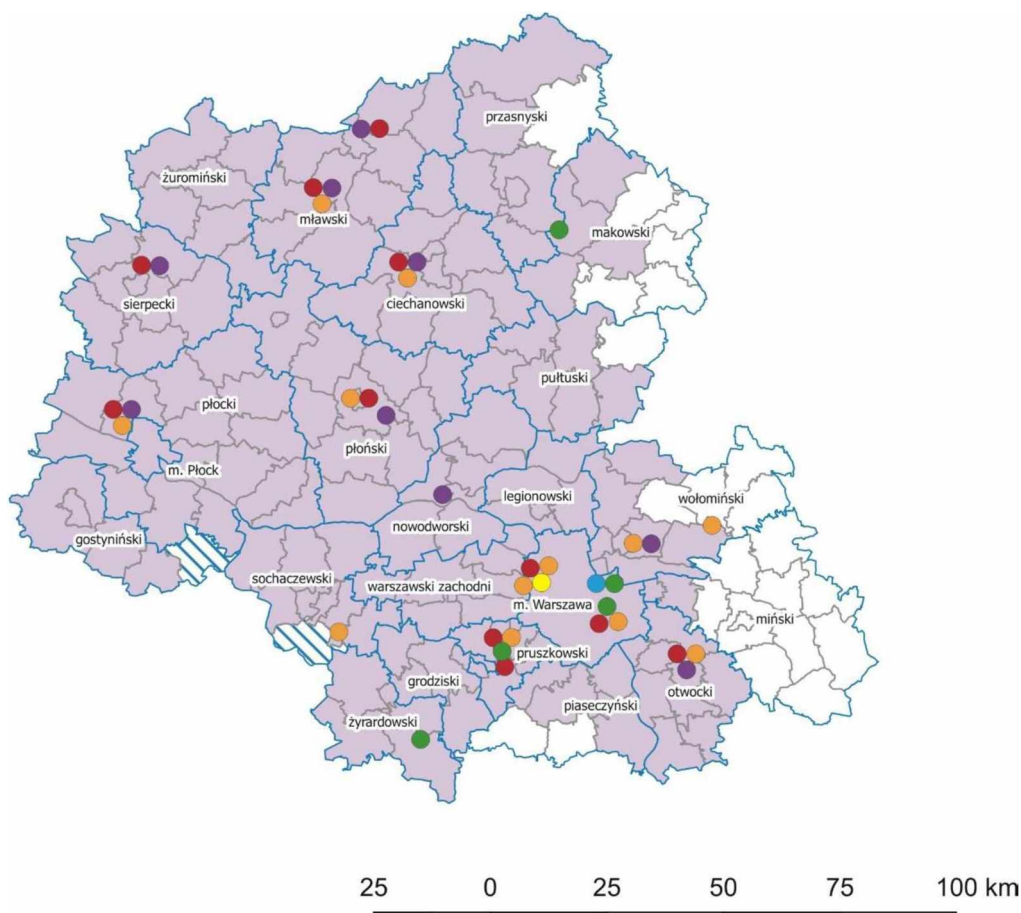 przasnyski
żuromiński
mławski
makowski
sierpecki
ciechanowski
pułtuski
płocki
płoński
m. Płock
legionowski
wołomiński
nowodworski
gostyniński
sochaczewski
warszawski zachodni
m. Warszawa
miński
pruszkowski
grodziski
otwocki
piaseczyński
żyrardowski
25 0 25 50 75 100 km